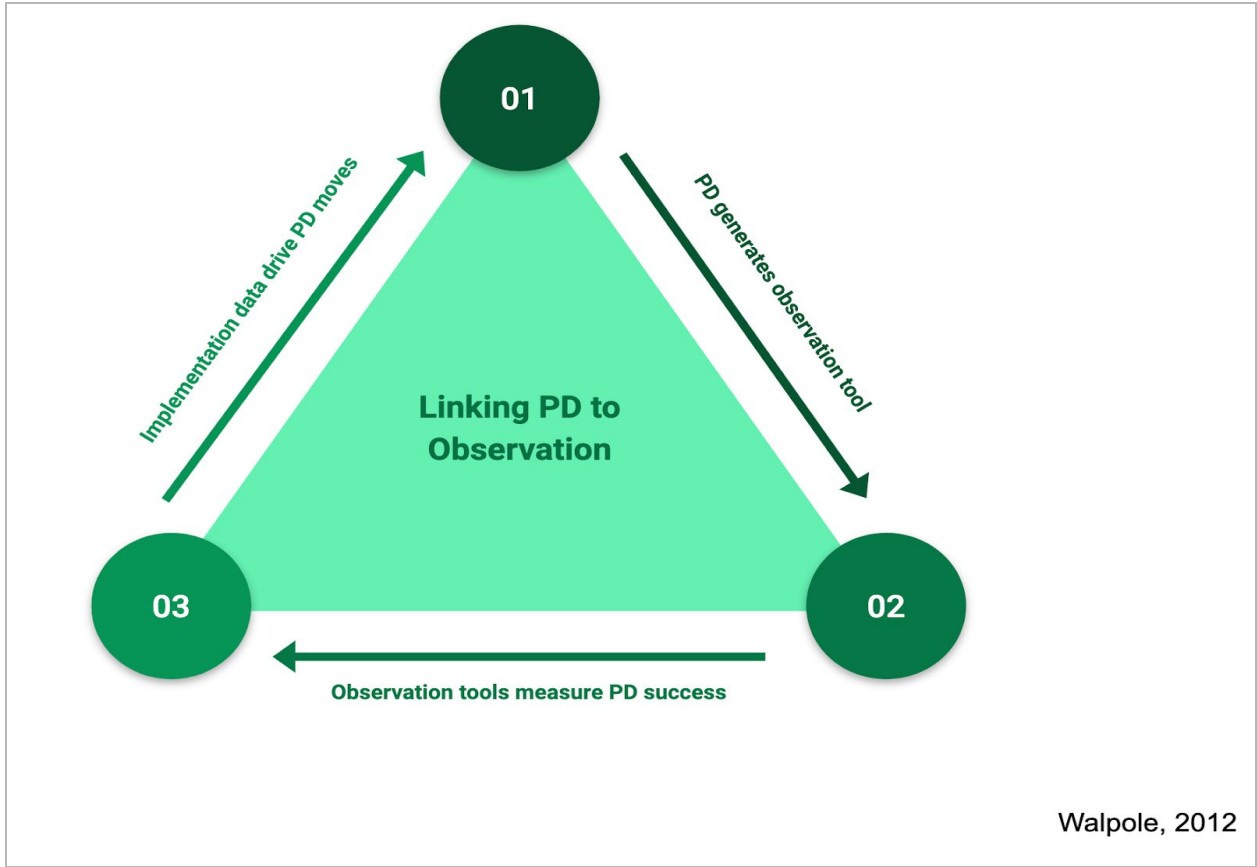 01
PD generates observation tool
Implementation data drive PD moves
Linking PD to
Observation
03
02
Observation tools measure PD success
Walpole, 2012